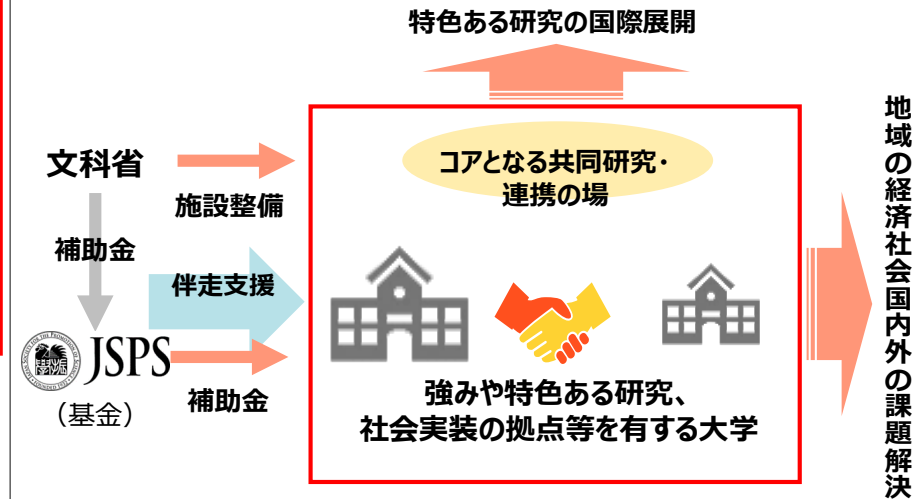 特色ある研究の国際展開
文科省
施設整備
補助金
伴走支援
JSPS
（基金）
補助金
コアとなる共同研究・
連携の場
強みや特色ある研究、
社会実装の拠点等を有する大学
地域の経済社会国内外の課題解決